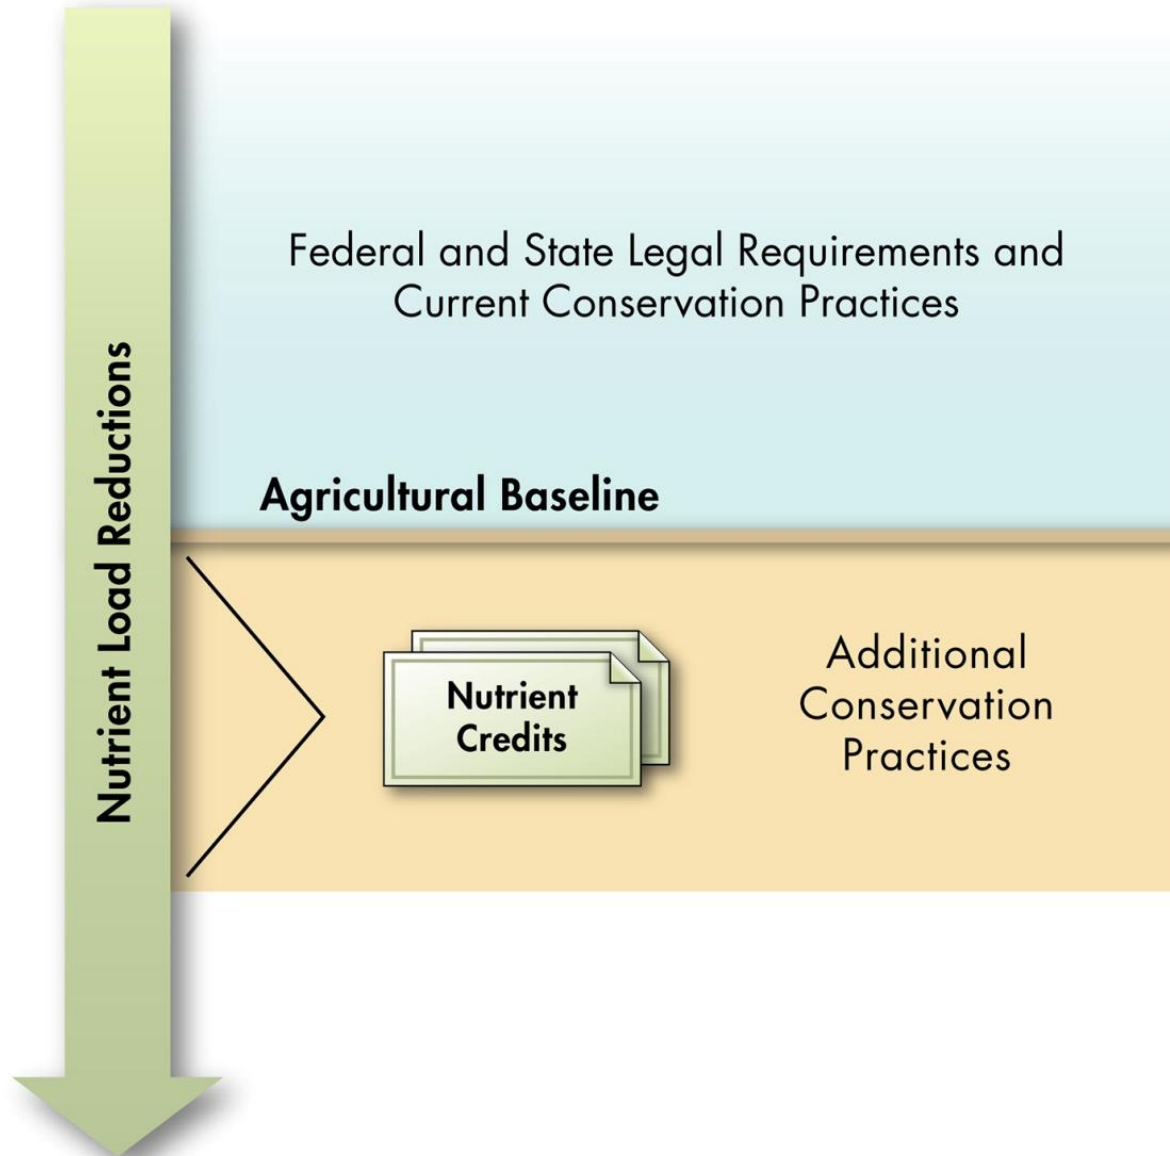 Federal and State Legal Requirements and
Current Conservation Practices
Nutrient Load Reductions
Agricultural Baseline
Nutrient
Credits
Additional
Conservation
Practices